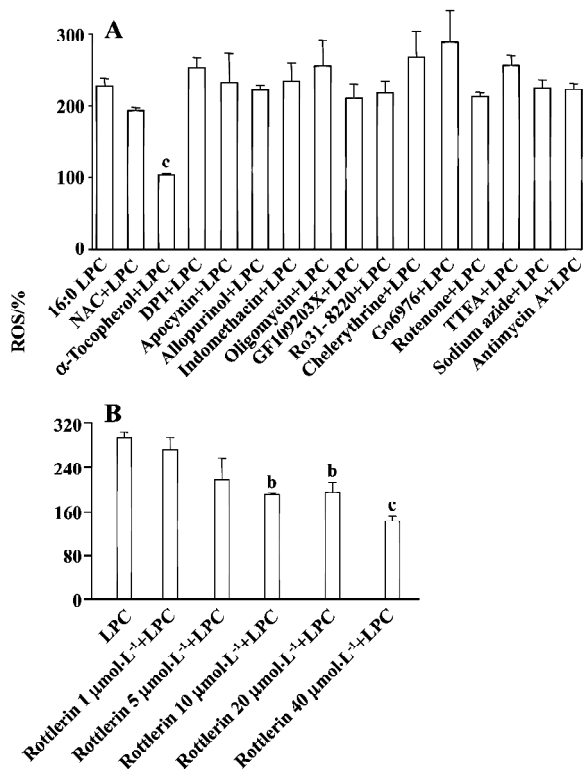 A
300
200
100
0
c
16:0 LPC
NAC+LPC
α-Tocopherol+LPC
DPI+LPC
Apocynin+LPC
Allopurinol+LPC
Indomethacin+LPC
Oligomycin+LPC
GF109203X+LPC
Ro31- 8220+LPC
Chelerythrine+LPC
Go6976+LPC
Rotenone+LPC
TTFA+LPC
Sodium azide+LPC
Antimycin A+LPC
ROS/%
B
320
240
160
80
0
b
b
c
LPC
Rottlerin 1 μmol·L⁻¹+LPC
Rottlerin 5 μmol·L⁻¹+LPC
Rottlerin 10 μmol·L⁻¹+LPC
Rottlerin 20 μmol·L⁻¹+LPC
Rottlerin 40 μmol·L⁻¹+LPC